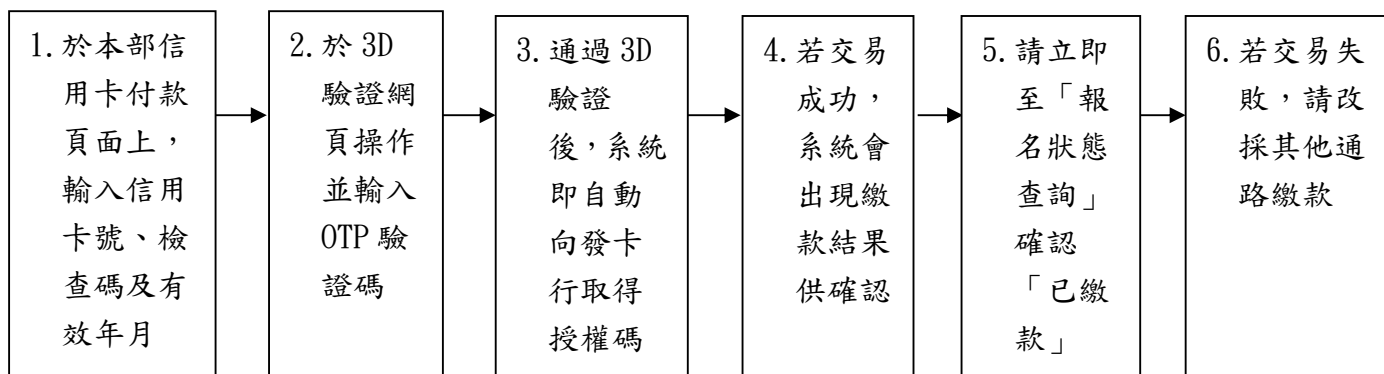 1.於本部信
用卡付款
頁面上，
輸入信用
卡號、檢
查碼及有
效年月
2.於 3D
驗證網
頁操作
並輸入
OTP 驗
證碼
3.通過 3D
驗證
後，系統
即自動
向發卡
行取得
授權碼
4.若交易
成功，
系統會
出現繳
款結果
供確認
5.請立即
至「報
名狀態
查詢」
確認
「已繳
款」
6.若交易失
敗，請改
採其他通
路繳款